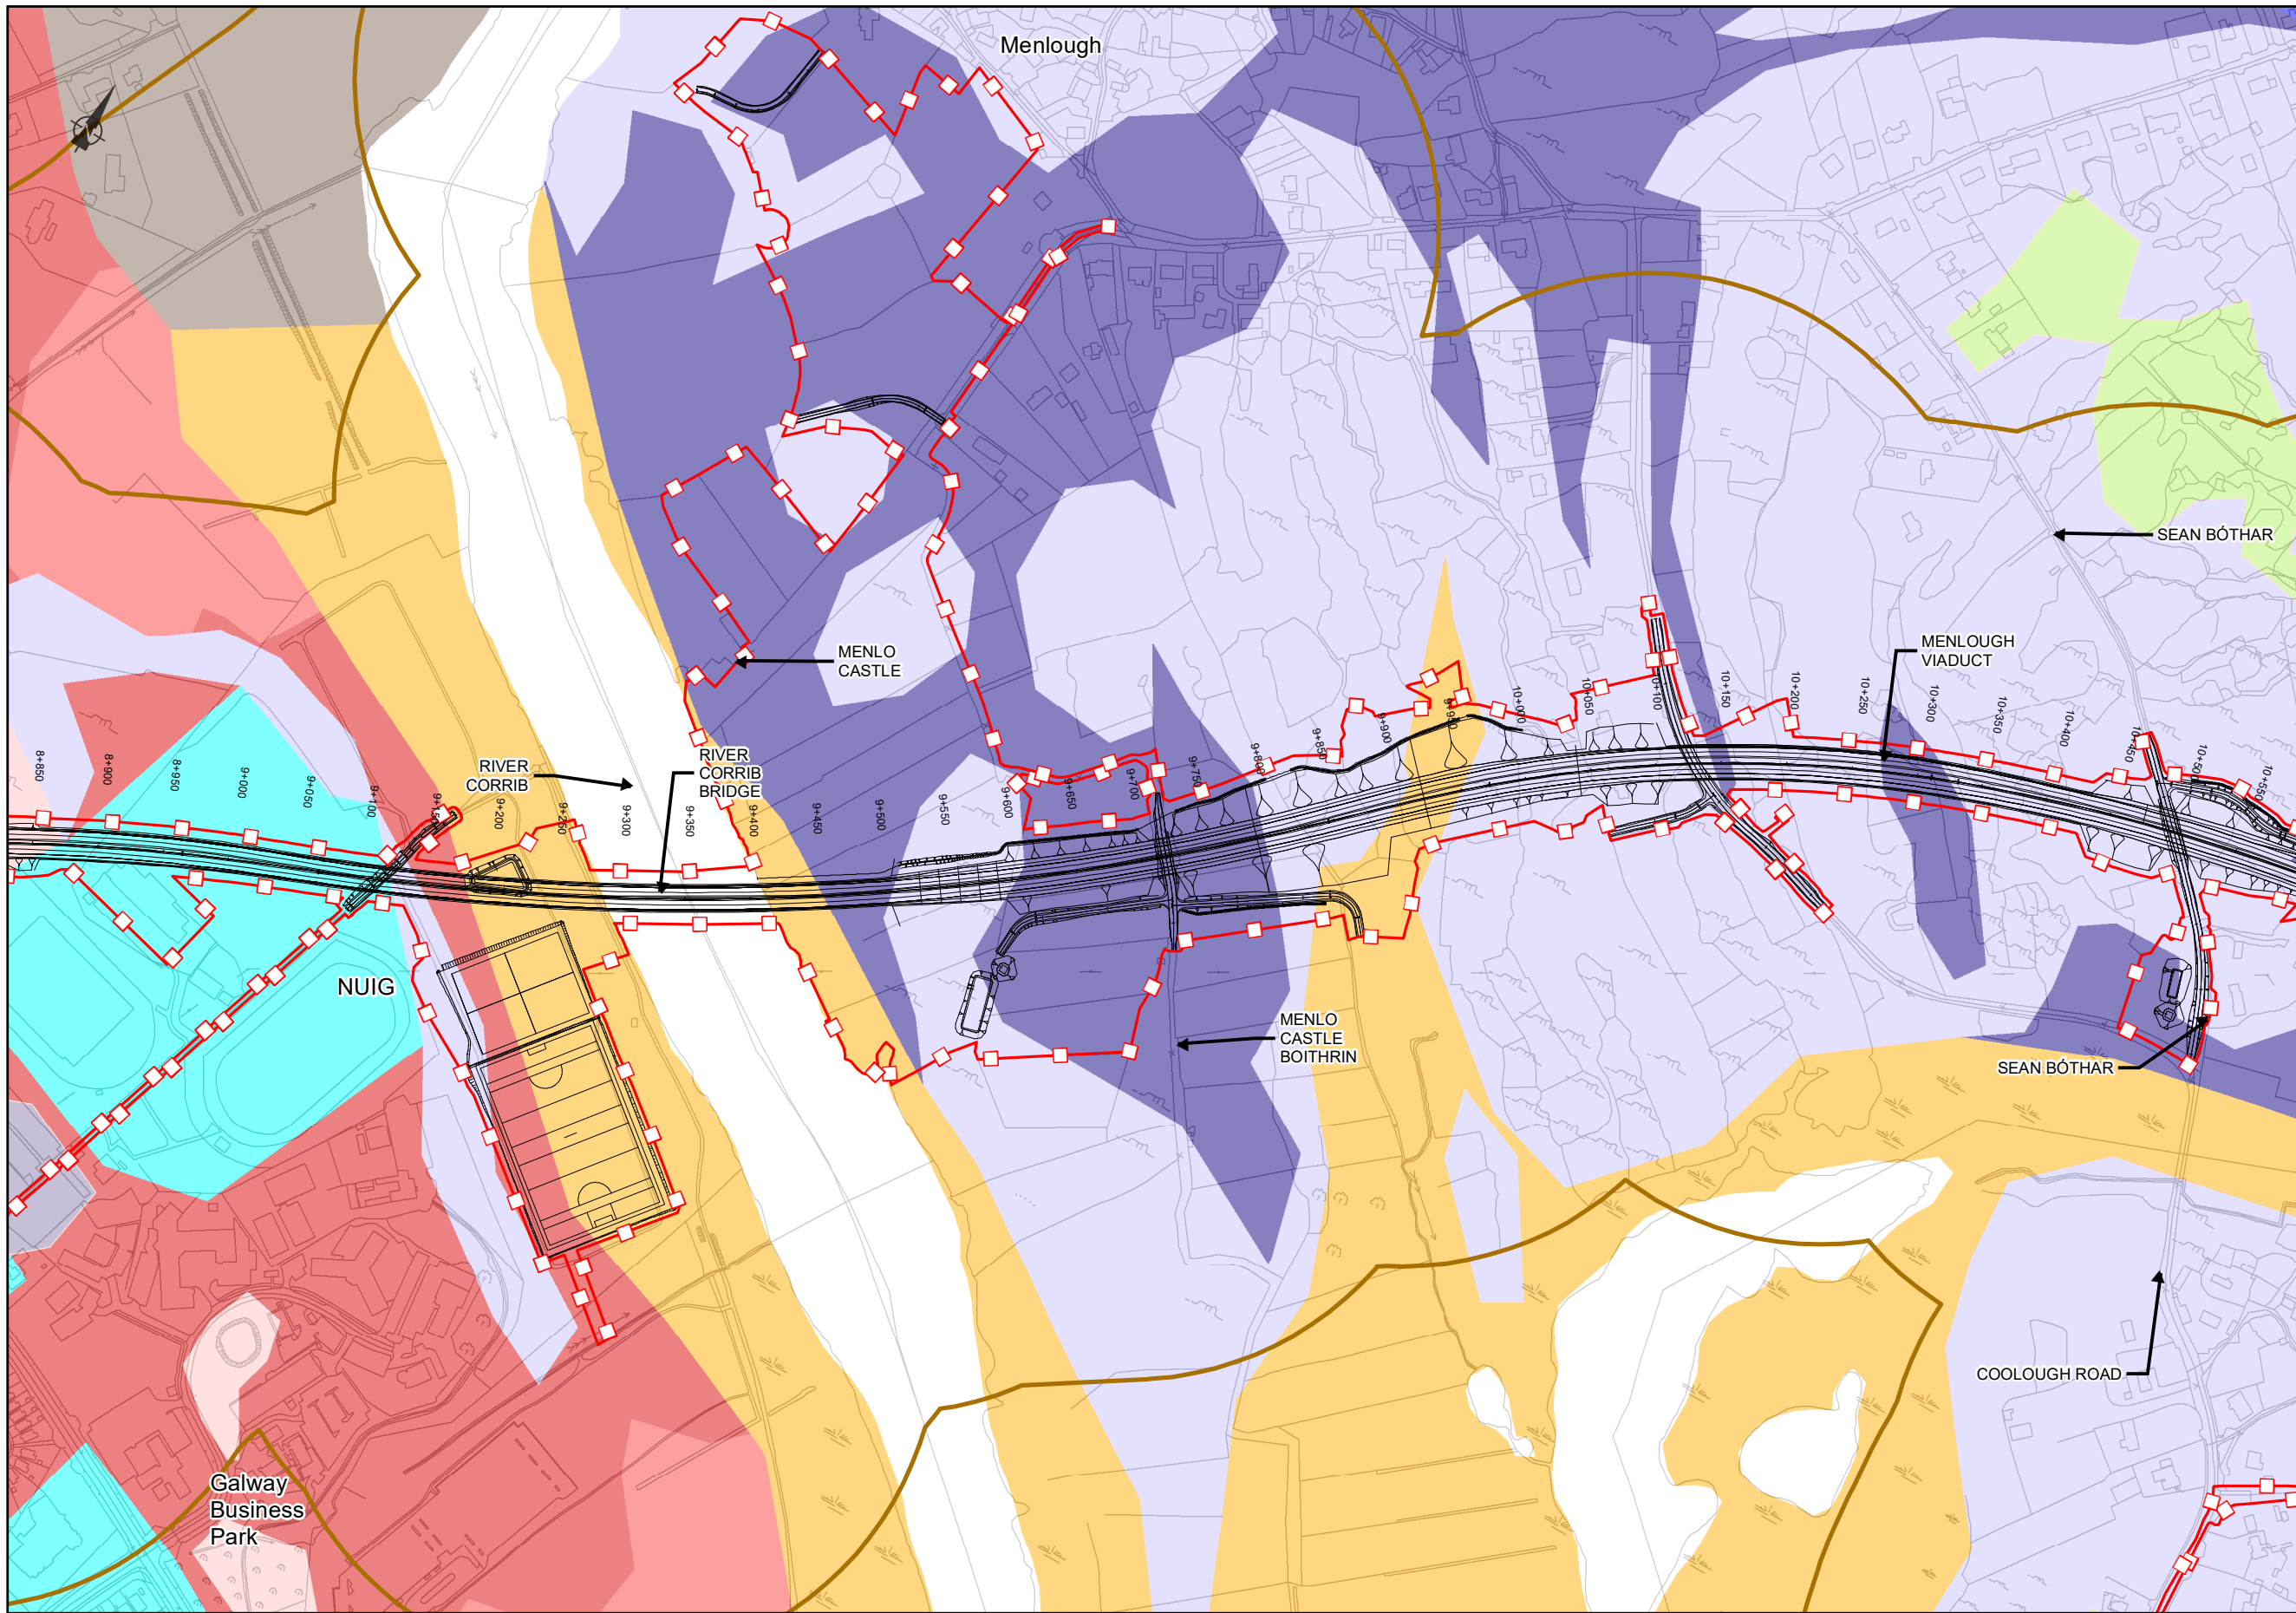 Menlough
SEAN BÓTHAR
MENLO
CASTLE
MENLOUGH
VIADUCT
RIVER
CORRIB
RIVER
CORRIB
BRIDGE
8+850
8+900
8+950
9+000
9+050
9+100
9+150
9+200
9+250
9+300
9+350
9+400
9+450
9+500
9+550
9+600
9+650
9+700
9+750
9+800
9+850
9+900
9+950
10+000
10+050
10+100
10+150
10+200
10+250
10+300
10+350
10+400
10+450
10+500
10+550
NUIG
MENLO
CASTLE
BOITHRIN
SEAN BÓTHAR
COOLOUGH ROAD
Galway
Business
Park